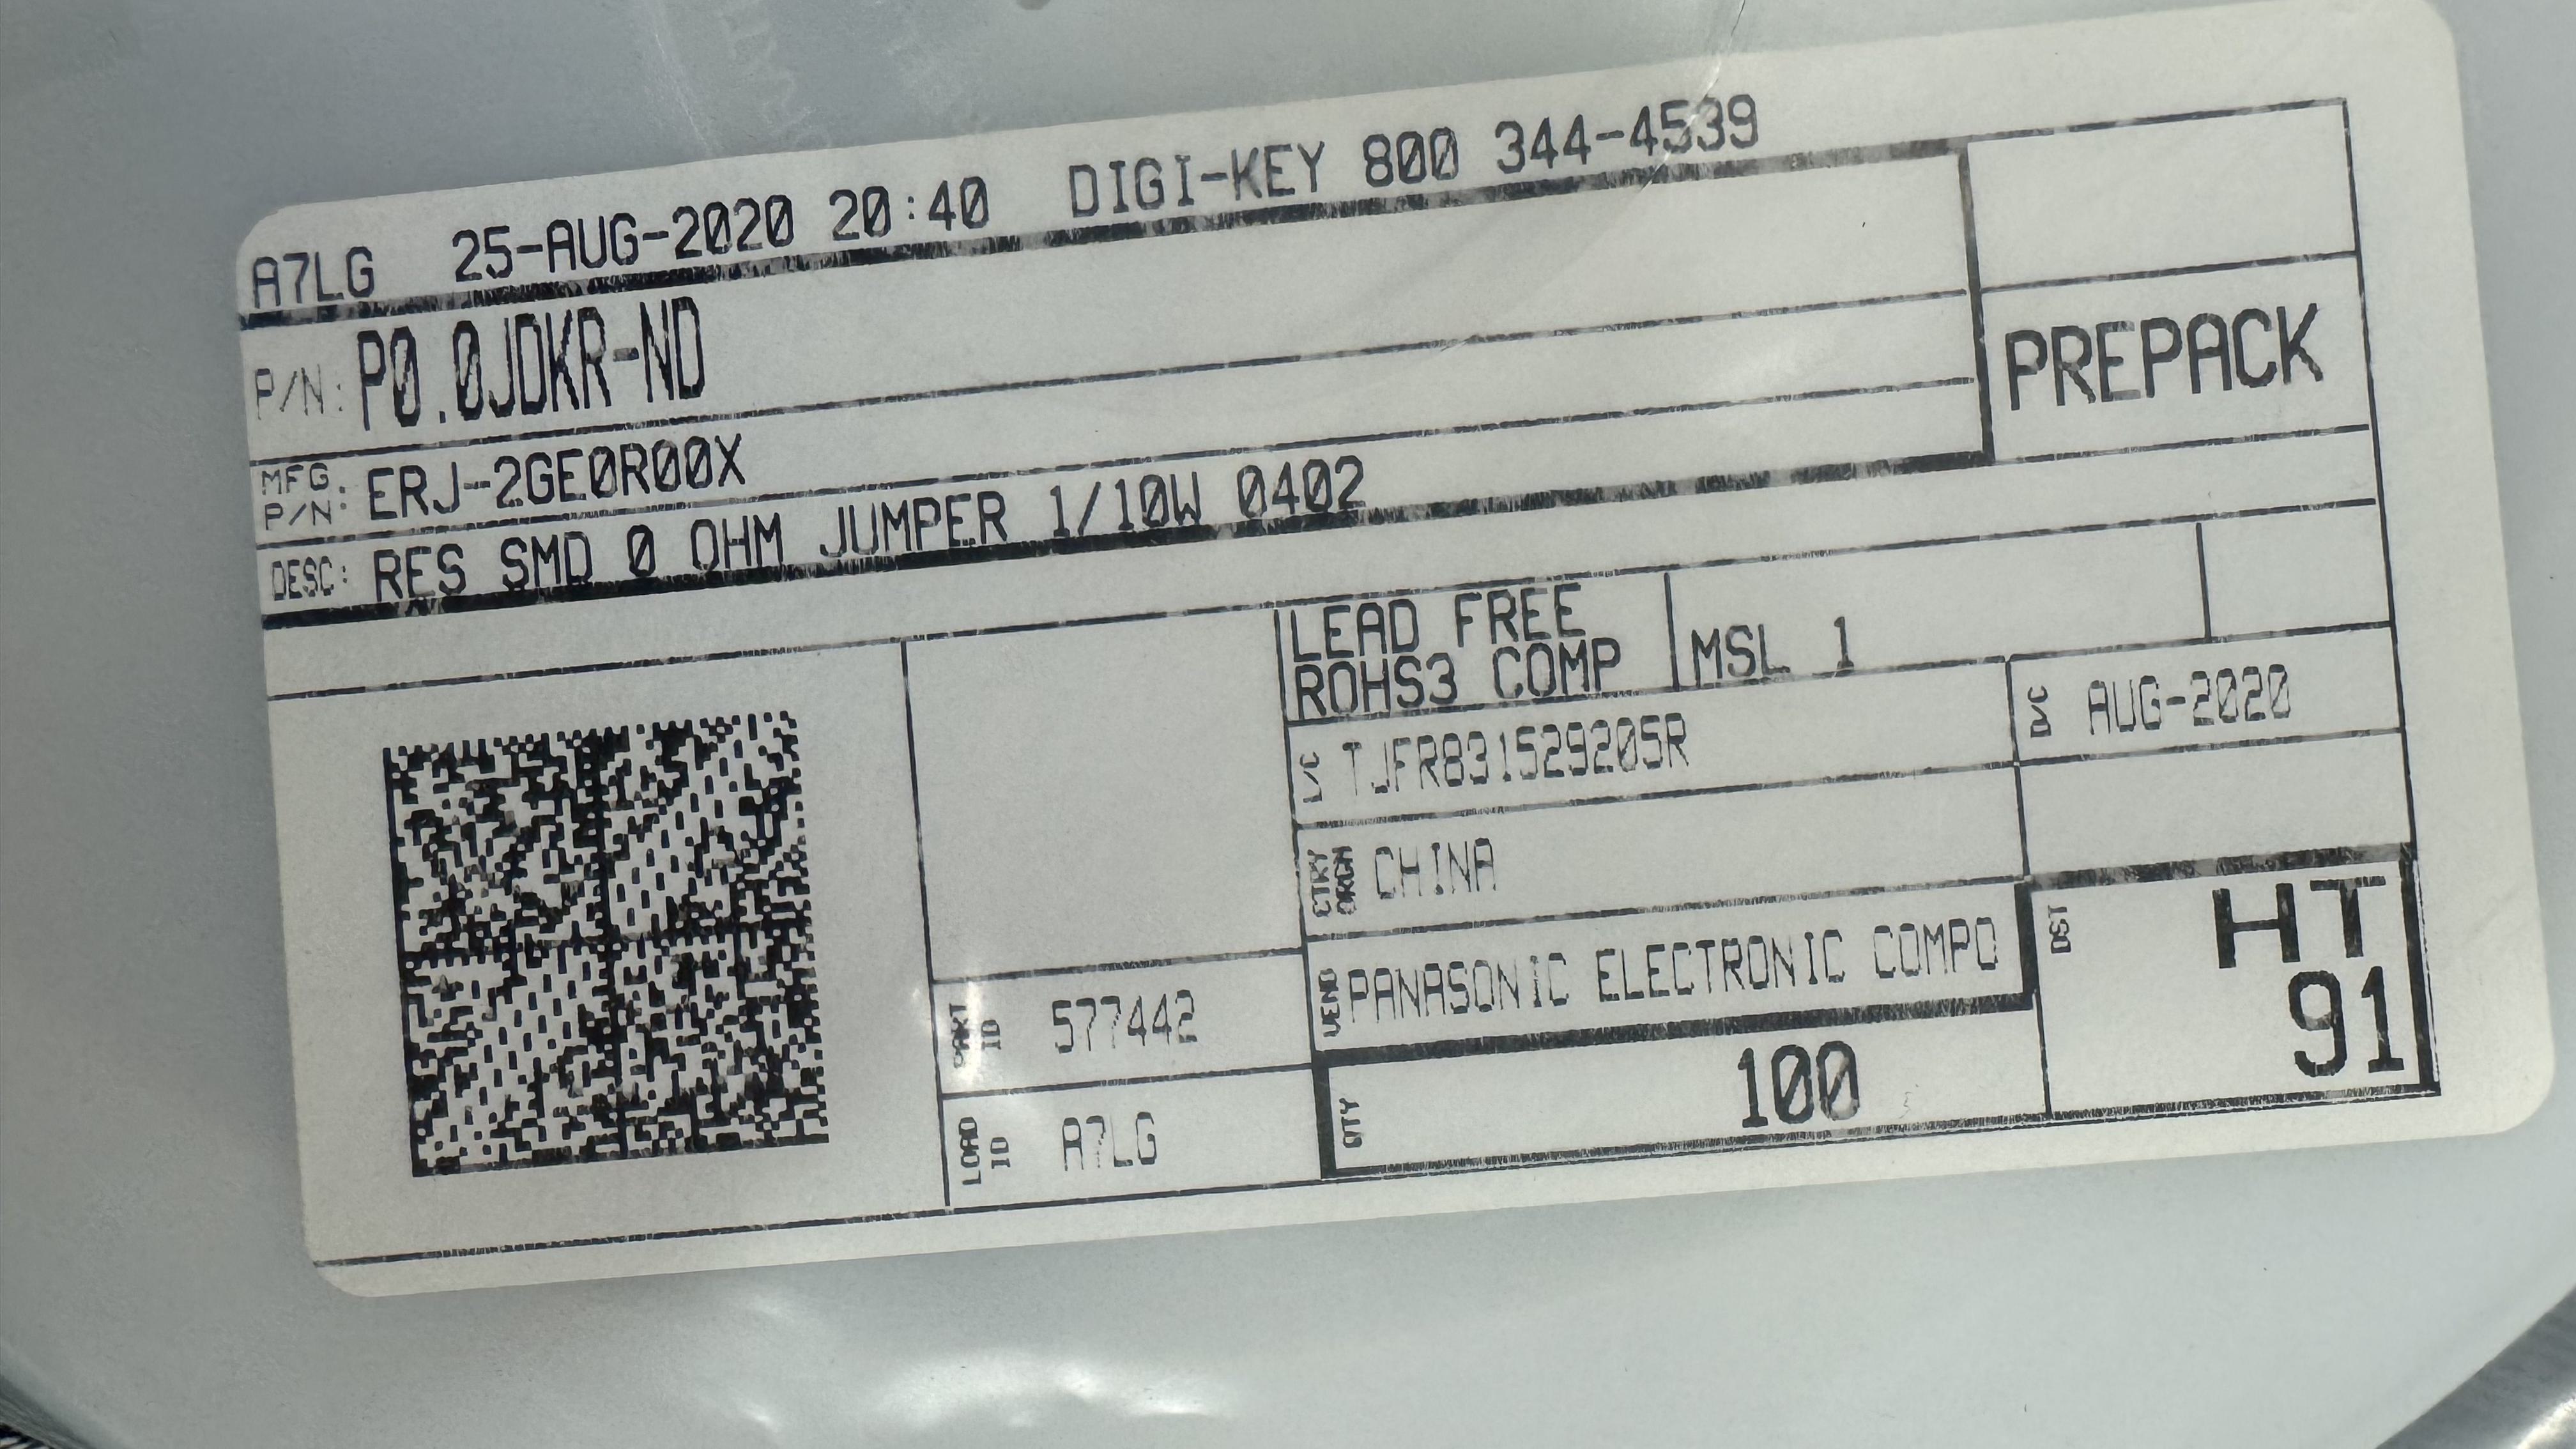 A7LG 25-AUG-2020 20:40 DIGI-KEY 800 344-4539
P/N: P0.0JDKR-ND
PREPACK
MFG. P/N: ERJ-2GE0R00X
DESC: RES SMD 0 OHM JUMPER 1/10W 0402
LEAD FREE
ROHS3 COMP
MSL 1
L/C TJFR83152920SR
D/C AUG-2020
CTRY ORGN CHINA
VEND PANASONIC ELECTRONIC COMPO
DST HT
91
PART ID 577442
QTY 100
LOAD ID A7LG